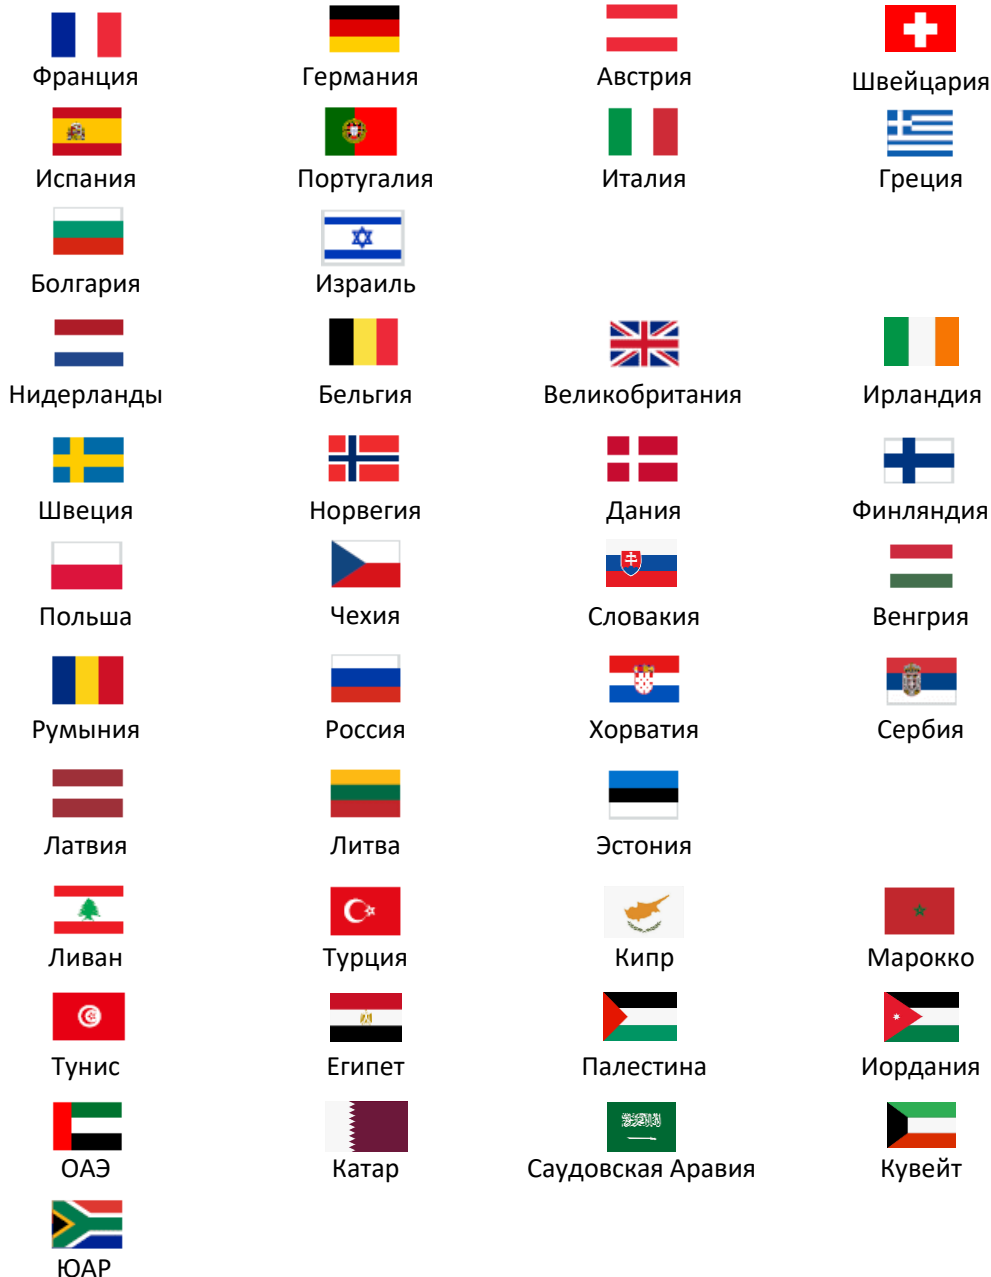 Франция Германия Австрия Швейцария
Испания Португалия Италия Греция
Болгария Израиль
Нидерланды Бельгия Великобритания Ирландия
Швеция Норвегия Дания Финляндия
Польша Чехия Словакия Венгрия
Румыния Россия Хорватия Сербия
Латвия Литва Эстония
Ливан Турция Кипр Марокко
Тунис Египет Палестина Иордания
ОАЭ Катар Саудовская Аравия Кувейт
ЮАР